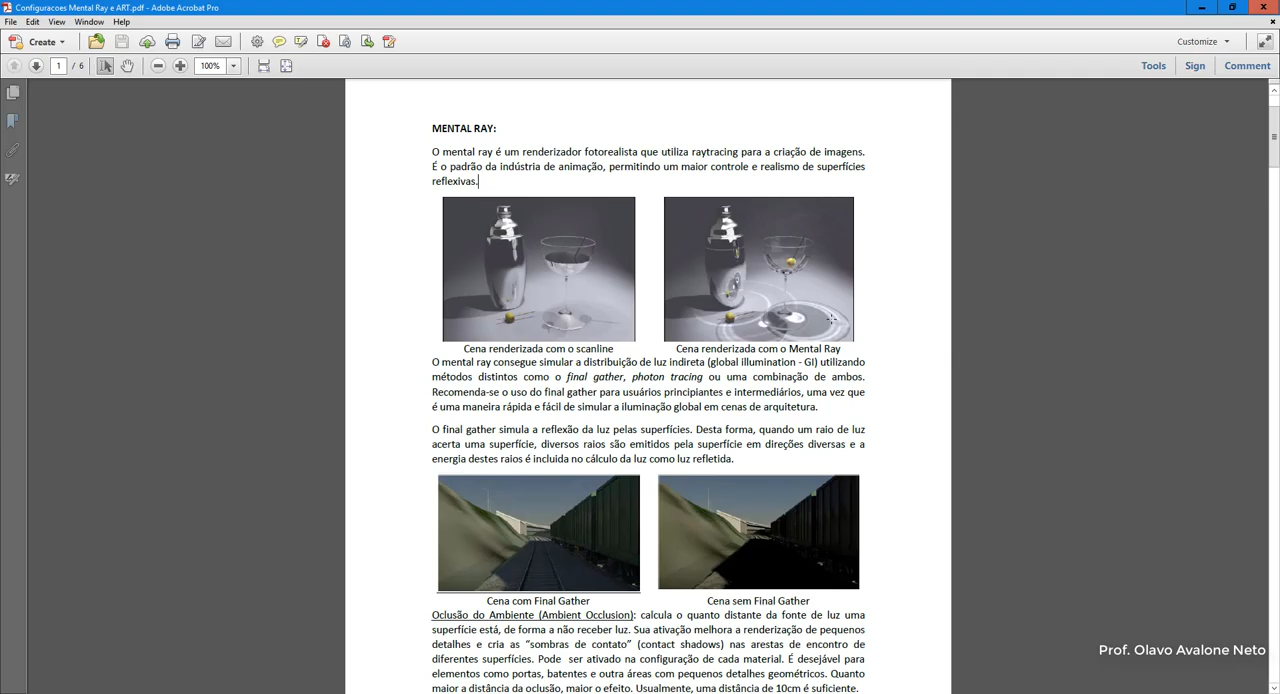 Configuracoes Mental Ray e ART.pdf - Adobe Acrobat Pro
File Edit View Window Help
Create
Customize
1 / 6
100%
Tools Sign Comment
MENTAL RAY:
O mental ray é um renderizador fotorealista que utiliza raytracing para a criação de imagens.
É o padrão da indústria de animação, permitindo um maior controle e realismo de superfícies
reflexivas.
Cena renderizada com o scanline
Cena renderizada com o Mental Ray
O mental ray consegue simular a distribuição de luz indireta (global illumination - GI) utilizando
métodos distintos como o final gather, photon tracing ou uma combinação de ambos.
Recomenda-se o uso do final gather para usuários principiantes e intermediários, uma vez que
é uma maneira rápida e fácil de simular a iluminação global em cenas de arquitetura.
O final gather simula a reflexão da luz pelas superfícies. Desta forma, quando um raio de luz
acerta uma superfície, diversos raios são emitidos pela superfície em direções diversas e a
energia destes raios é incluida no cálculo da luz como luz refletida.
Cena com Final Gather
Cena sem Final Gather
Oclusão do Ambiente (Ambient Occlusion): calcula o quanto distante da fonte de luz uma
superfície está, de forma a não receber luz. Sua ativação melhora a renderização de pequenos
detalhes e cria as “sombras de contato” (contact shadows) nas arestas de encontro de
diferentes superfícies. Pode ser ativado na configuração de cada material. É desejável para
elementos como portas, batentes e outra áreas com pequenos detalhes geométricos. Quanto
maior a distância da oclusão, maior o efeito. Usualmente, uma distância de 10cm é suficiente.
Prof. Olavo Avalone Neto